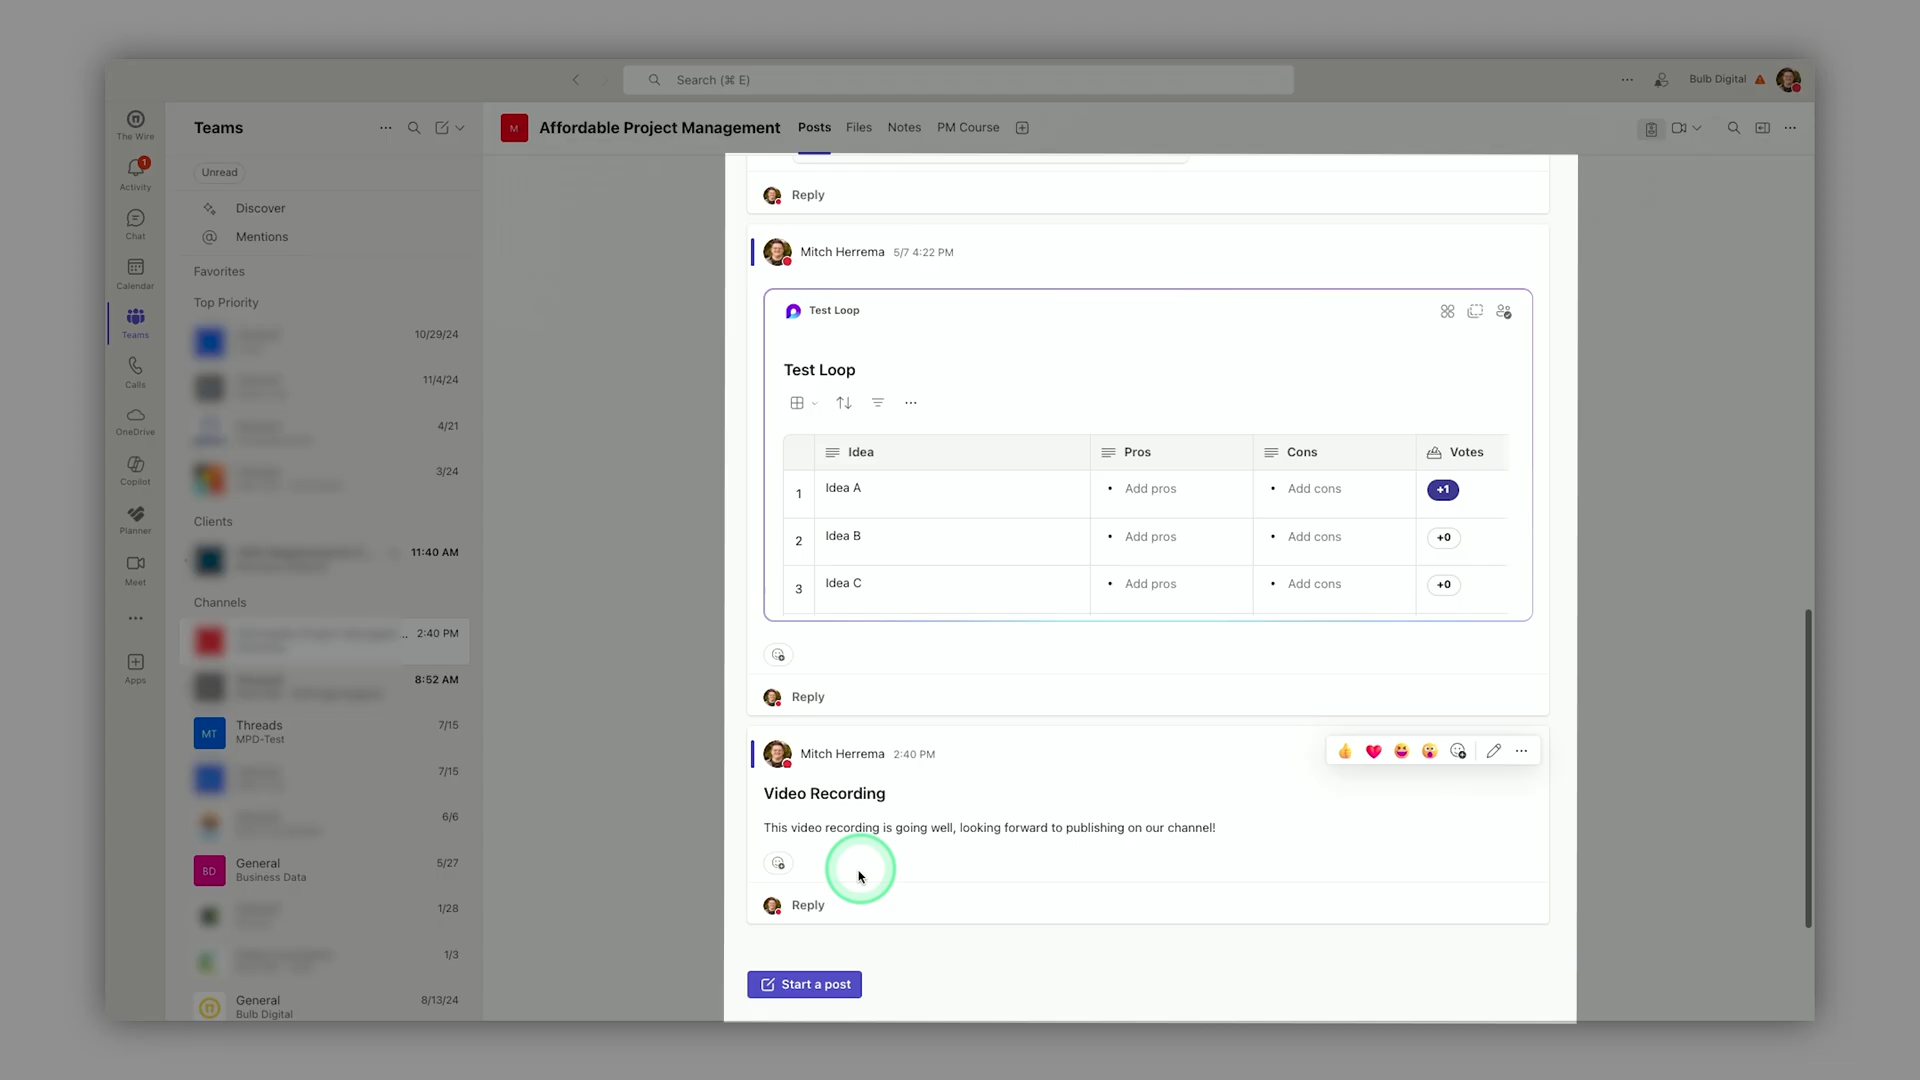 Search (⌘ E)
Bulb Digital
The Wire
1
Activity
Chat
Calendar
Teams
Calls
OneDrive
Copilot
Planner
Meet
Apps
Teams
Unread
Discover
Mentions
Favorites
Top Priority
10/29/24
11/4/24
4/21
3/24
Clients
11:40 AM
Channels
2:40 PM
8:52 AM
MT
Threads
7/15
MPD-Test
7/15
6/6
BD
General
5/27
Business Data
1/28
1/3
General
8/13/24
Bulb Digital
M
Affordable Project Management
Posts
Files
Notes
PM Course
Reply
Mitch Herrema 5/7 4:22 PM
Test Loop
Test Loop
Idea Pros Cons Votes
1 Idea A • Add pros • Add cons +1
2 Idea B • Add pros • Add cons +0
3 Idea C • Add pros • Add cons +0
Reply
Mitch Herrema 2:40 PM
Video Recording
This video recording is going well, looking forward to publishing on our channel!
Reply
Start a post